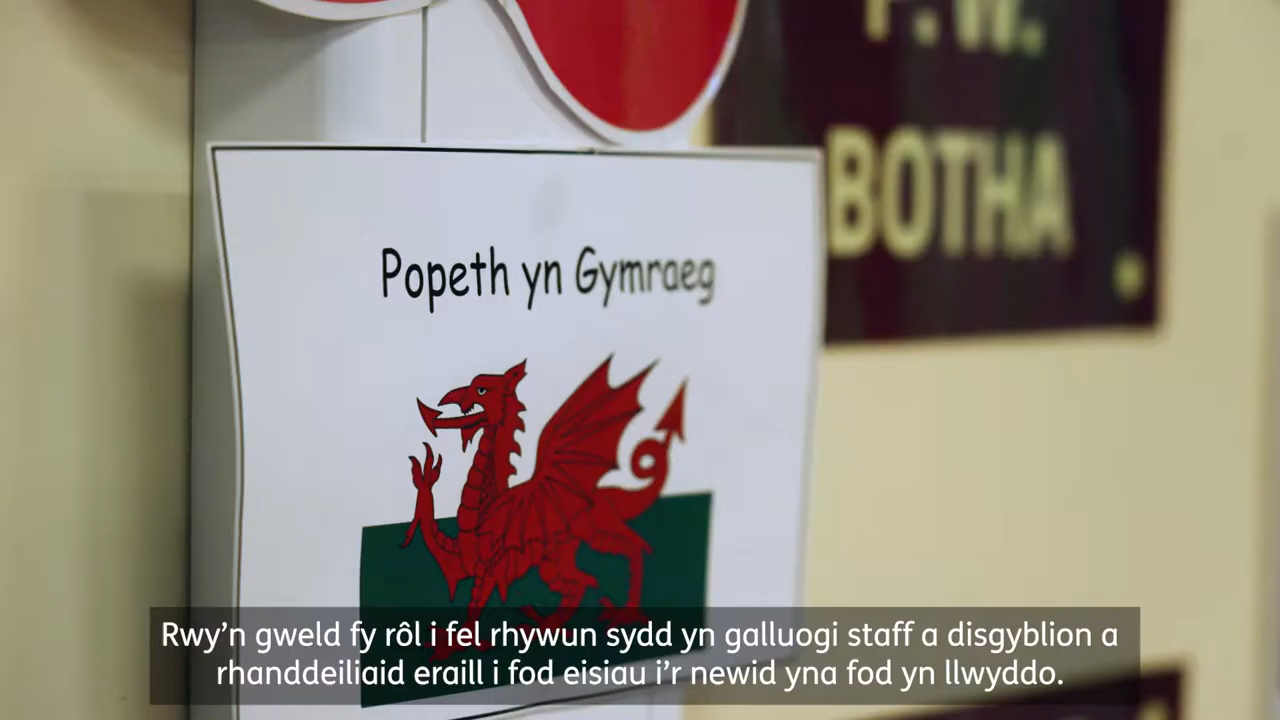 P. W.
BOTHA
Popeth yn Gymraeg
Rwy’n gweld fy rôl i fel rhywun sydd yn galluogi staff a disgyblion a
rhanddeiliaid eraill i fod eisiau i’r newid yna fod yn llwyddo.